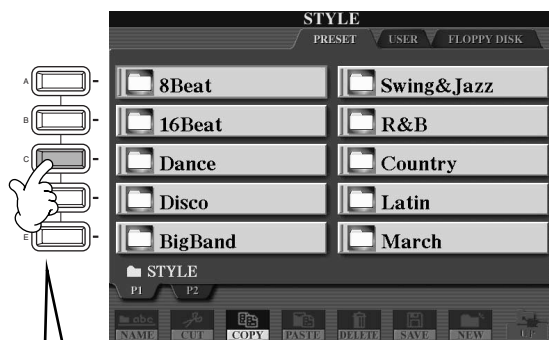 STYLE
PRESET USER FLOPPY DISK
A 8Beat Swing&Jazz
B 16Beat R&B
C Dance Country
Disco Latin
E BigBand March
STYLE
P1 P2
abc
NAME CUT COPY PASTE DELETE SAVE NEW UP